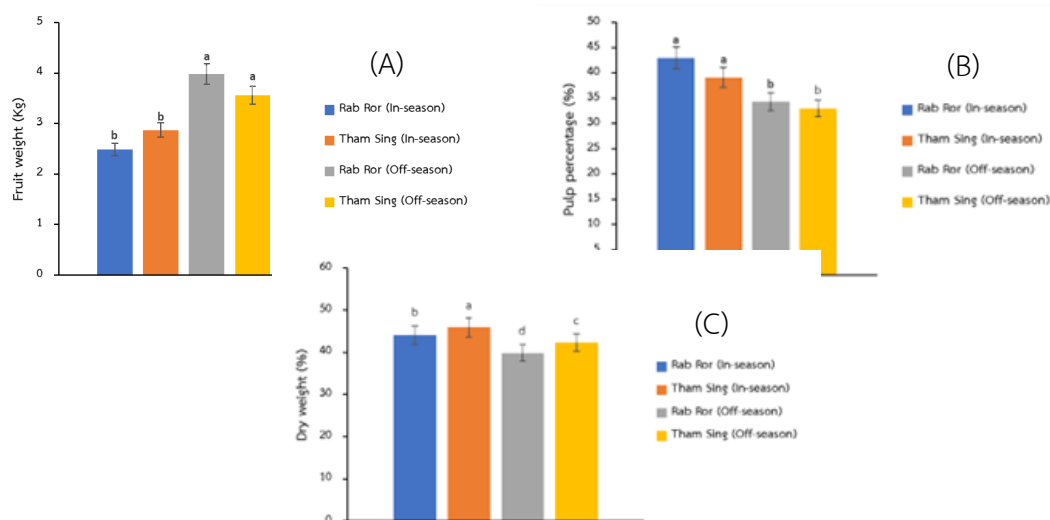 (A)
Fruit weight (Kg)
5
4
3
2
1
0
b
b
a
a
Rab Ror (In-season)
Tham Sing (In-season)
Rab Ror (Off-season)
Tham Sing (Off-season)
(B)
Pulp percentage (%)
50
45
40
35
30
25
20
15
10
5
a
a
b
b
Rab Ror (In-season)
Tham Sing (In-season)
Rab Ror (Off-season)
Tham Sing (Off-season)
(C)
Dry weight (%)
60
50
40
30
20
10
0
b
a
d
c
Rab Ror (In-season)
Tham Sing (In-season)
Rab Ror (Off-season)
Tham Sing (Off-season)